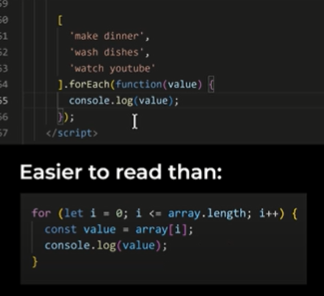 59
60 [
61 'make dinner',
62 'wash dishes',
63 'watch youtube'
64 ].forEach(function(value) {
65 console.log(value);
66 });
67 </script>
Easier to read than:
for (let i = 0; i <= array.length; i++) {
const value = array[i];
console.log(value);
}